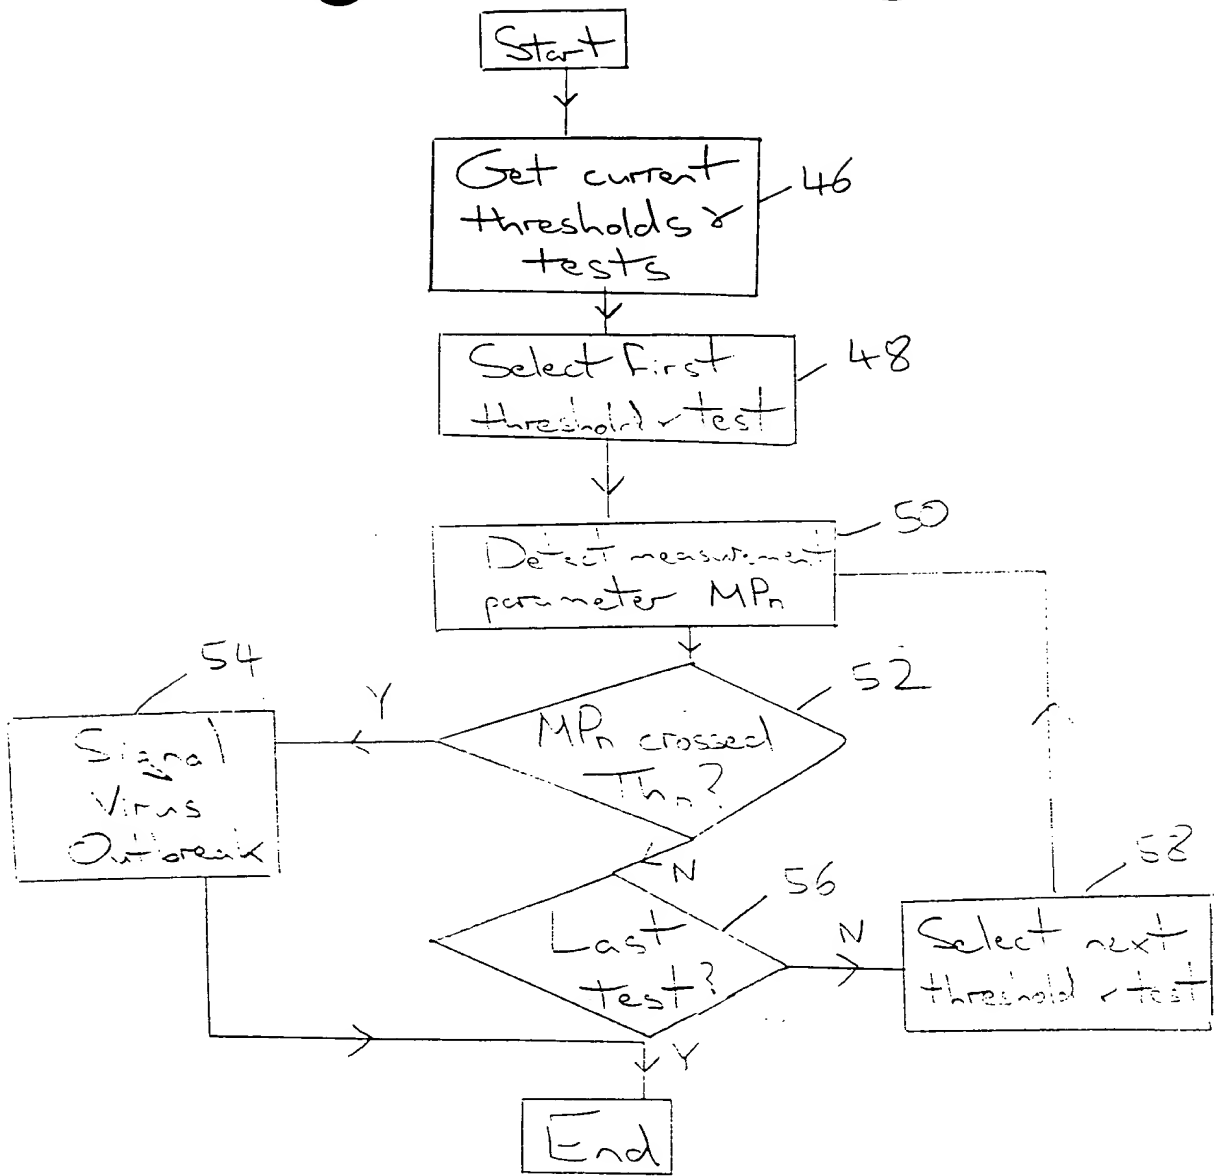 Start
Get current
thresholds &
tests
46
Select first
threshold & test
48
50
Detect measurement
parameter MPn
54
52
Y
MPn crossed
Thn?
Signal
Virus
Outbreak
N
56
58
Last
test?
N
Select next
threshold & test
Y
End